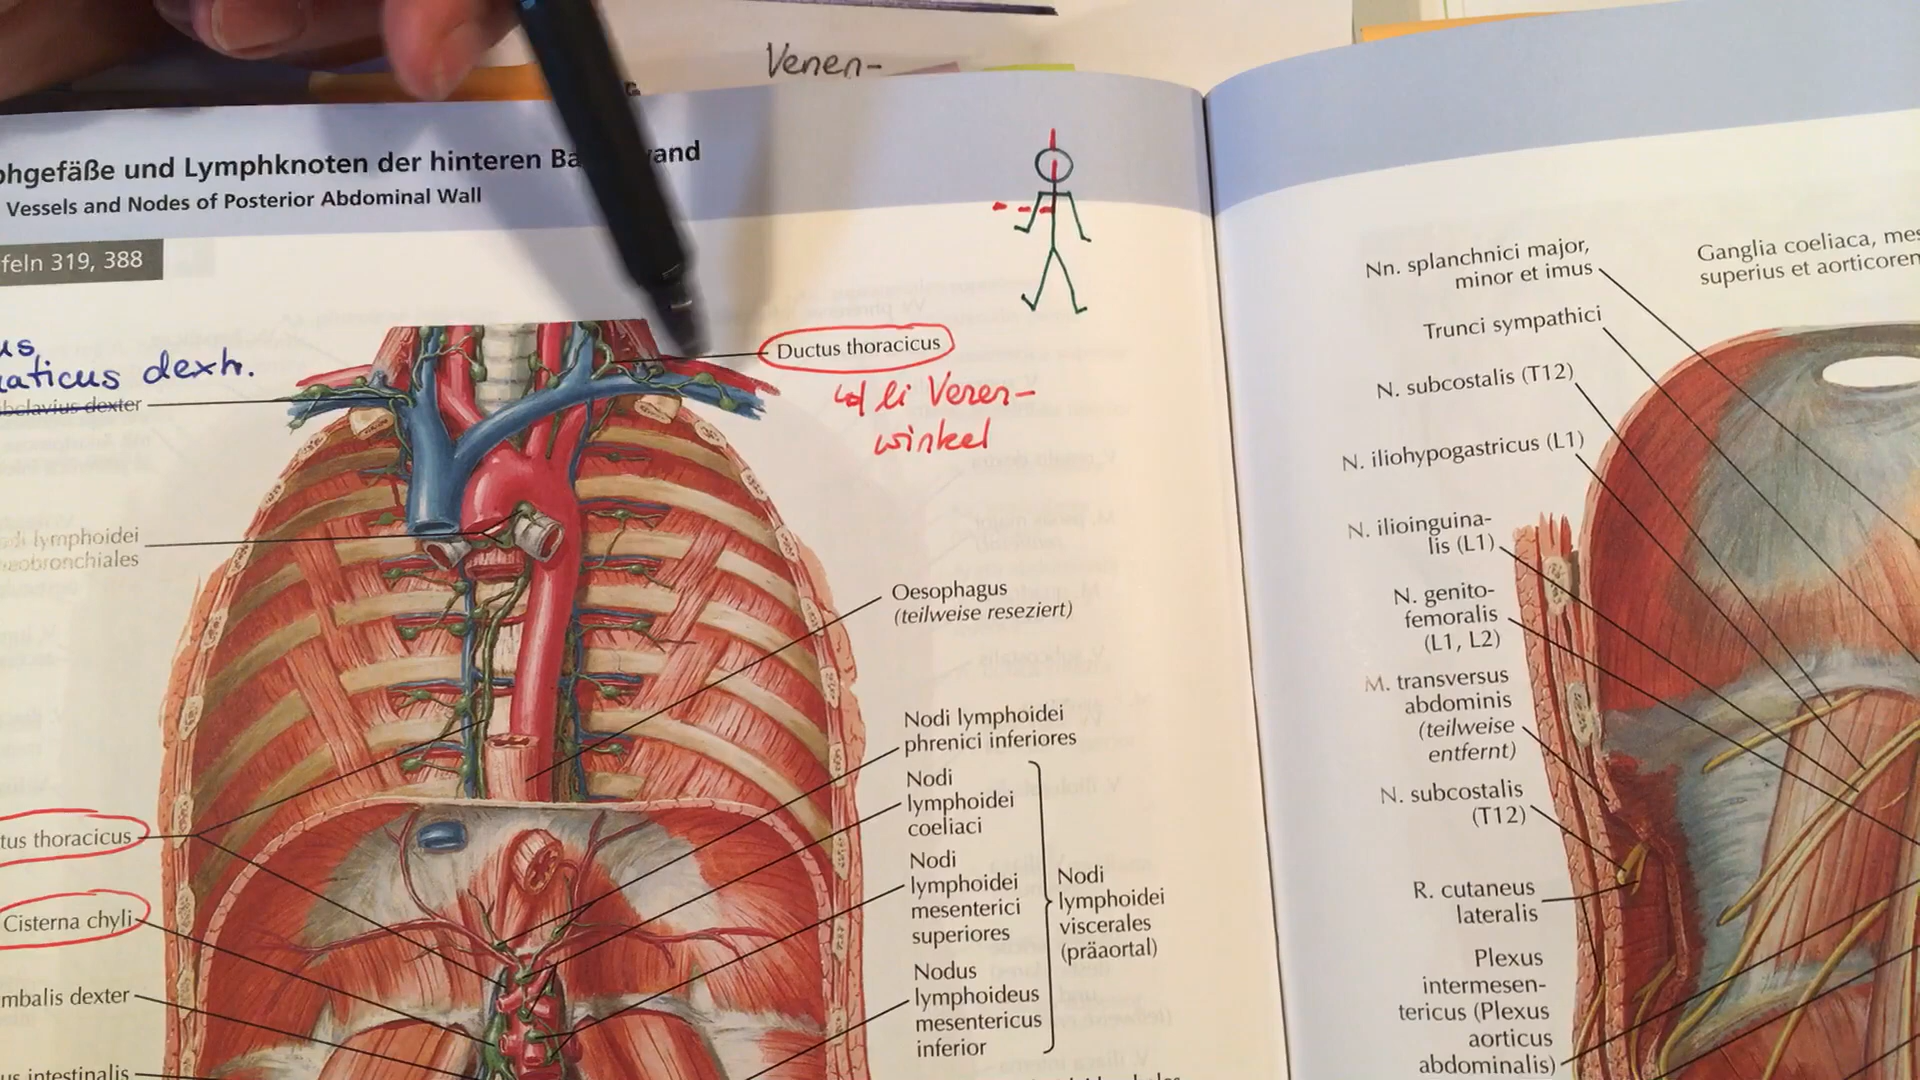 Venen-
phgefäße und Lymphknoten der hinteren Ba wand
Vessels and Nodes of Posterior Abdominal Wall
feln 319, 388
us
aticus dexh.
bclavius dexter
di lymphoidei
eobronchiales
tus thoracicus
Cisterna chyli
mbalis dexter
us intestinalis
Ductus thoracicus
li Venen-
winkel
Oesophagus
(teilweise reseziert)
Nodi lymphoidei
phrenici inferiores
Nodi
lymphoidei
coeliaci
Nodi
lymphoidei
mesenterici
superiores
Nodus
lymphoideus
mesentericus
inferior
Nodi
lymphoidei
viscerales
(präaortal)
Nn. splanchnici major,
minor et imus
Trunci sympathici
N. subcostalis (T12)
N. iliohypogastricus (L1)
N. ilioinguina-
lis (L1)
N. genito-
femoralis
(L1, L2)
M. transversus
abdominis
(teilweise
entfernt)
N. subcostalis
(T12)
R. cutaneus
lateralis
Plexus
intermesen-
tericus (Plexus
aorticus
abdominalis)
Ganglia coeliaca, mes
superius et aorticoren